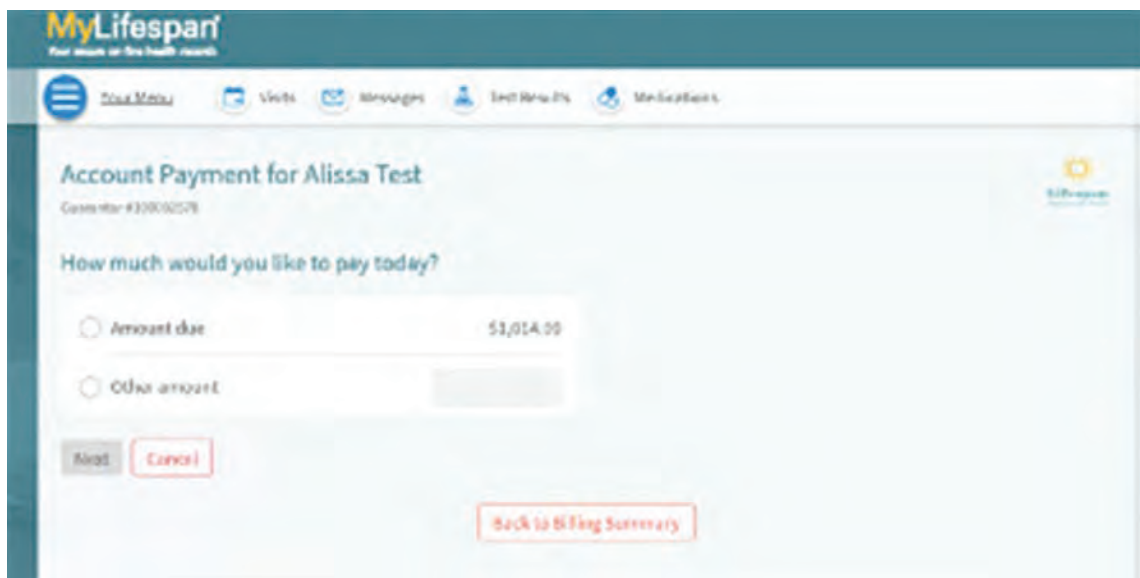 MyLifespan
Your Menu Visits Messages Test Results Medications
Account Payment for Alissa Test
How much would you like to pay today?
Amount due
Other amount
Next Cancel
Back to Billing Summary